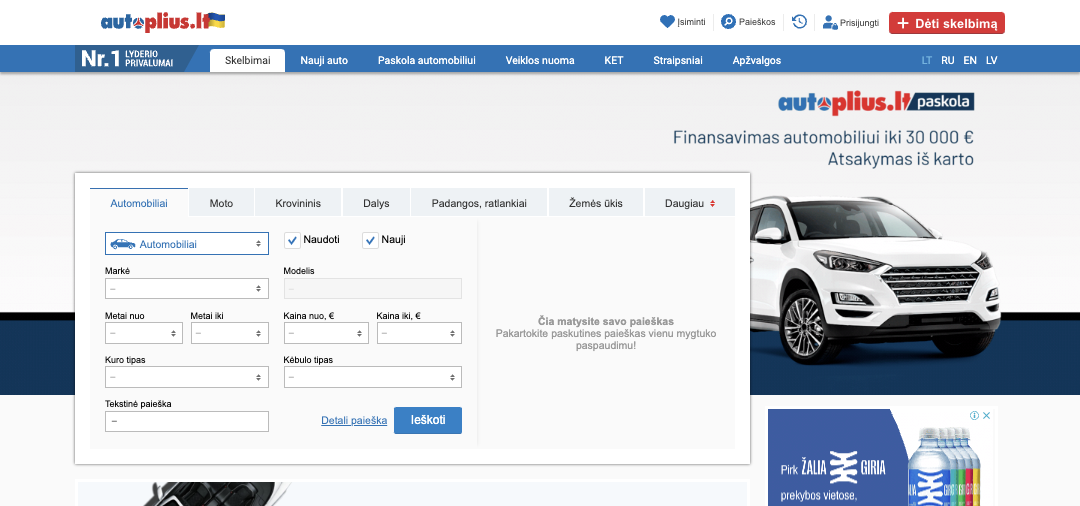 autoplius.lt
Įsiminti
Paieškos
Prisijungti
+ Dėti skelbimą
Nr.1 LYDERIO
PRIVALUMAI
Skelbimai
Nauji auto
Paskola automobiliui
Veiklos nuoma
KET
Straipsniai
Apžvalgos
LT RU EN LV
autoplius.lt paskola
Finansavimas automobiliui iki 30 000 €
Atsakymas iš karto
Automobiliai
Moto
Krovininis
Dalys
Padangos, ratlankiai
Žemės ūkis
Daugiau
Automobiliai
Naudoti
Nauji
Markė
Modelis
–
–
Metai nuo
Metai iki
Kaina nuo, €
Kaina iki, €
–
–
–
–
Kuro tipas
Kėbulo tipas
–
–
Tekstinė paieška
–
Detali paieška
Ieškoti
Čia matysite savo paieškas
Pakartokite paskutines paieškas vienu mygtuko
paspaudimu!
Pirk ŽALIA GIRIA
prekybos vietose,